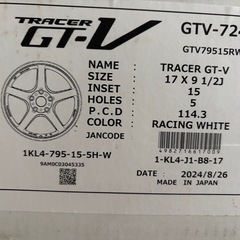 TRACER
GT-V
GTV-724
GTV79515RW
NAME : TRACER GT-V
SIZE : 17 X 9 1/2J
INSET : 15
HOLES : 5
P.C.D : 114.3
COLOR : RACING WHITE
JANCODE
1KL4-795-15-5H-W
9AM0C03045335
4982716617009
1-KL4-J1-B8-17
2024/8/26
MADE IN JAPAN